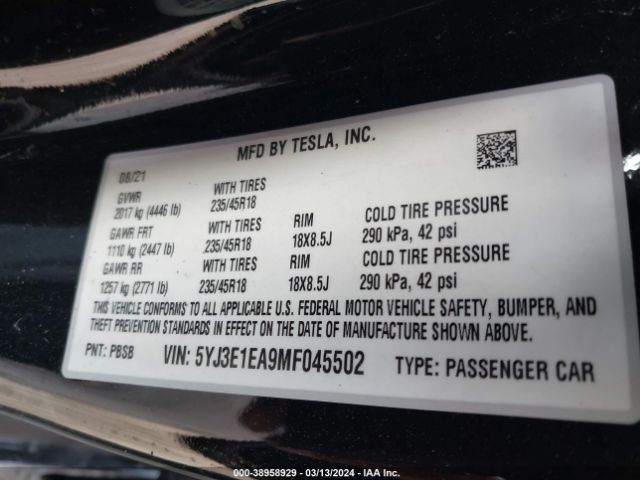 MFD BY TESLA, INC.
08/21
GVWR WITH TIRES
2017 kg (4446 lb) 235/45R18
GAWR FRT WITH TIRES RIM COLD TIRE PRESSURE
1110 kg (2447 lb) 235/45R18 18X8.5J 290 kPa, 42 psi
GAWR RR WITH TIRES RIM COLD TIRE PRESSURE
1257 kg (2771 lb) 235/45R18 18X8.5J 290 kPa, 42 psi
THIS VEHICLE CONFORMS TO ALL APPLICABLE U.S. FEDERAL MOTOR VEHICLE SAFETY, BUMPER, AND
THEFT PREVENTION STANDARDS IN EFFECT ON THE DATE OF MANUFACTURE SHOWN ABOVE.
PNT: PBSB VIN: 5YJ3E1EA9MF045502 TYPE: PASSENGER CAR
000-38958929 - 03/13/2024 - IAA Inc.